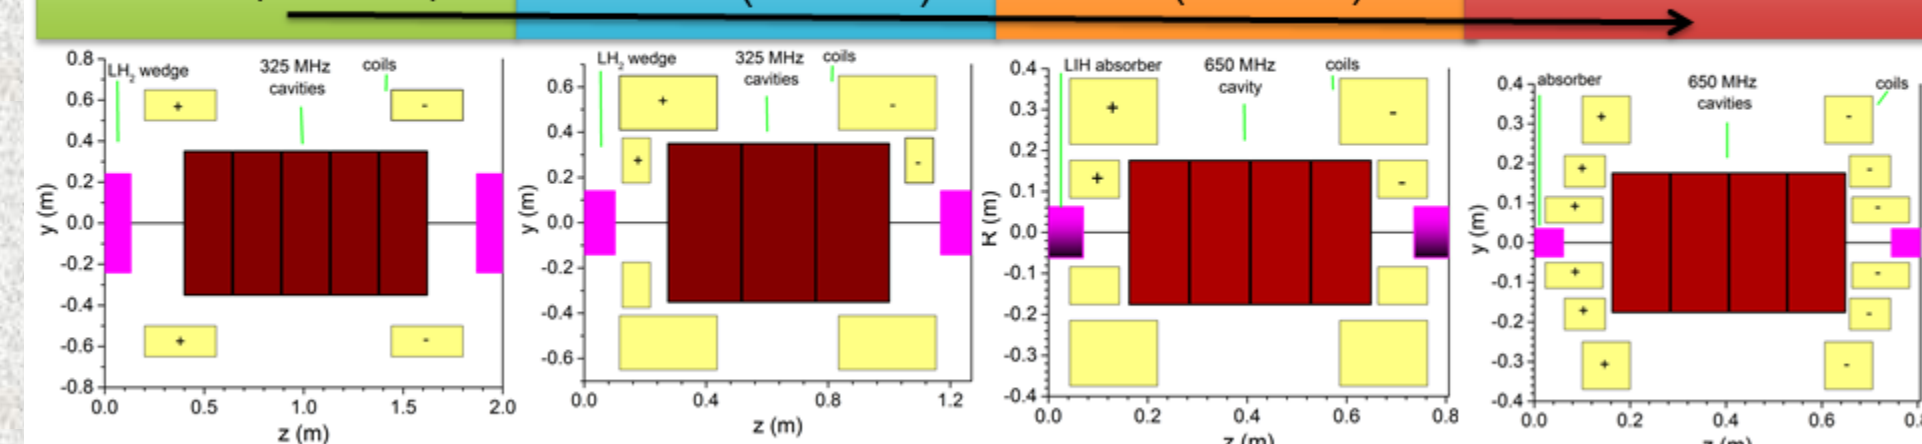 LH2 wedge
325 MHz
cavities
coils
+
-
+
-
y (m)
0.8
0.6
0.4
0.2
0.0
-0.2
-0.4
-0.6
-0.8
0.0 0.5 1.0 1.5 2.0
z (m)
LH2 wedge
325 MHz
cavities
coils
+
-
+
-
y (m)
0.6
0.4
0.2
0.0
-0.2
-0.4
-0.6
0.0 0.4 0.8 1.2
z (m)
LIH absorber
650 MHz
cavity
coils
+
-
+
-
R (m)
0.4
0.3
0.2
0.1
0.0
-0.1
-0.2
-0.3
-0.4
0.0 0.2 0.4 0.6 0.8
z (m)
absorber
650 MHz
cavities
coils
+
-
+
-
+
-
+
-
+
-
+
-
y (m)
0.4
0.3
0.2
0.1
0.0
-0.1
-0.2
-0.3
-0.4
0.0 0.2 0.4 0.6
z (m)